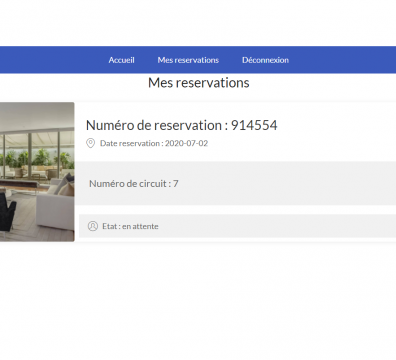 Accueil Mes reservations Déconnexion
Mes reservations
Numéro de reservation : 914554
Date reservation : 2020-07-02
Numéro de circuit : 7
Etat : en attente